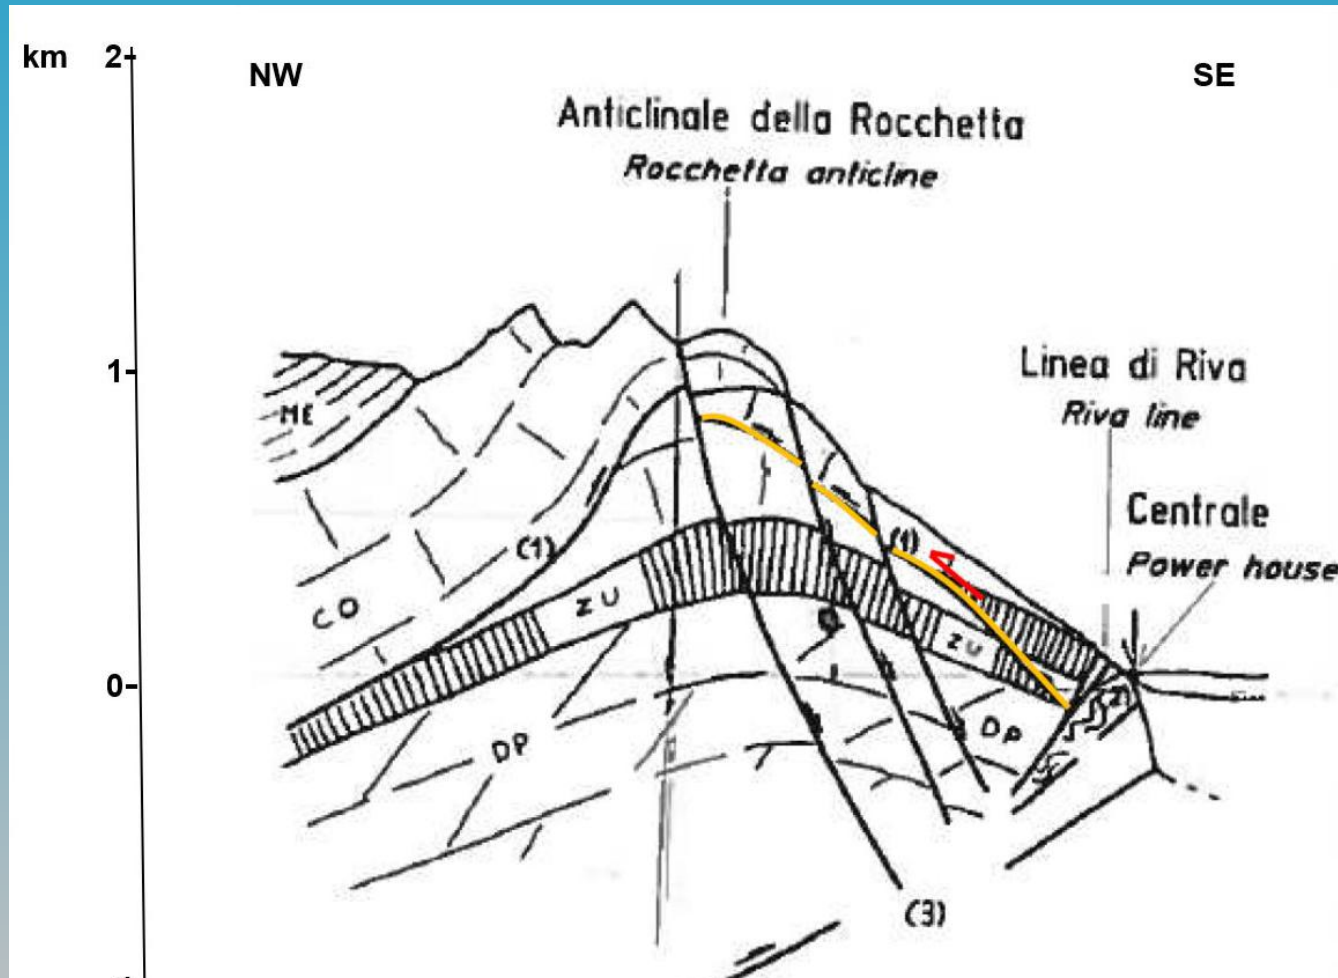 km 2
NW
SE
Anticlinale della Rocchetta
Rocchetta anticline
1
Linea di Riva
Riva line
ME
Centrale
Power house
(1)
(1)
CO
ZU
ZU
0
(2)
DP
DP
(3)